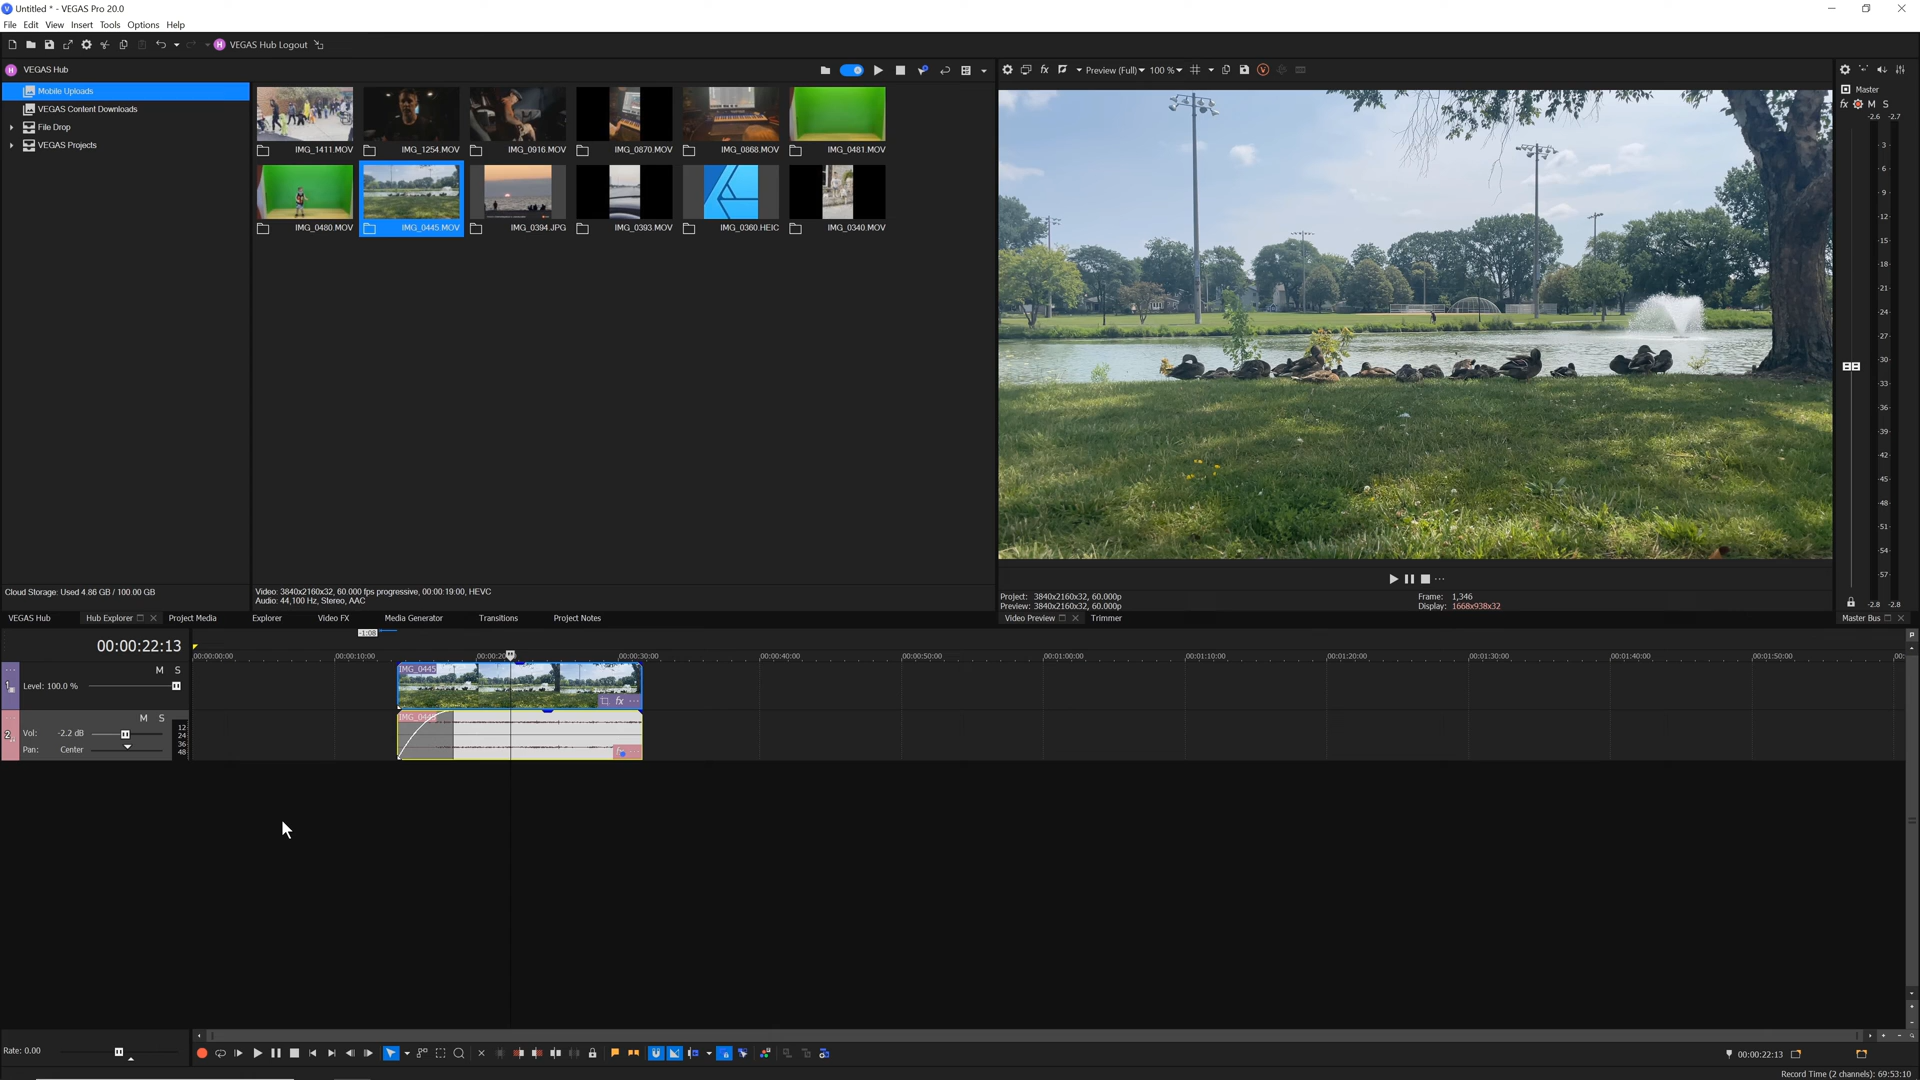 Untitled * - VEGAS Pro 20.0
File Edit View Insert Tools Options Help
VEGAS Hub Logout
VEGAS Hub
Preview (Full) 100 %
Mobile Uploads
VEGAS Content Downloads
File Drop
VEGAS Projects
IMG_1411.MOV IMG_1254.MOV IMG_0916.MOV IMG_0870.MOV IMG_0868.MOV IMG_0481.MOV
IMG_0480.MOV IMG_0445.MOV IMG_0394.JPG IMG_0393.MOV IMG_0360.HEIC IMG_0340.MOV
Master
fx M S
-2.6 -2.7
3
6
9
-12
-15
-18
-21
-24
-27
-30
-33
-36
-39
-42
-45
-48
-51
-54
-57
-2.8 -2.8
Cloud Storage: Used 4.86 GB / 100.00 GB
Video: 3840x2160x32, 60.000 fps progressive, 00:00:19:00, HEVC
Audio: 44,100 Hz, Stereo, AAC
Project: 3840x2160x32, 60.000p
Preview: 3840x2160x32, 60.000p
Frame: 1,346
Display: 1668x938x32
VEGAS Hub Hub Explorer Project Media Explorer Video FX Media Generator Transitions Project Notes
Video Preview Trimmer
Master Bus
-1:08
00:00:22:13
00:00:00:00 00:00:10:00 00:00:20 00:00:30:00 00:00:40:00 00:00:50:00 00:01:00:00 00:01:10:00 00:01:20:00 00:01:30:00 00:01:40:00 00:01:50:00 00:
M S
1
Level: 100.0 %
IMG_0445
fx
M S
2
Vol: -2.2 dB
Pan: Center
12
24
36
48
IMG_0445
Rate: 0.00
00:00:22:13
Record Time (2 channels): 69:53:10